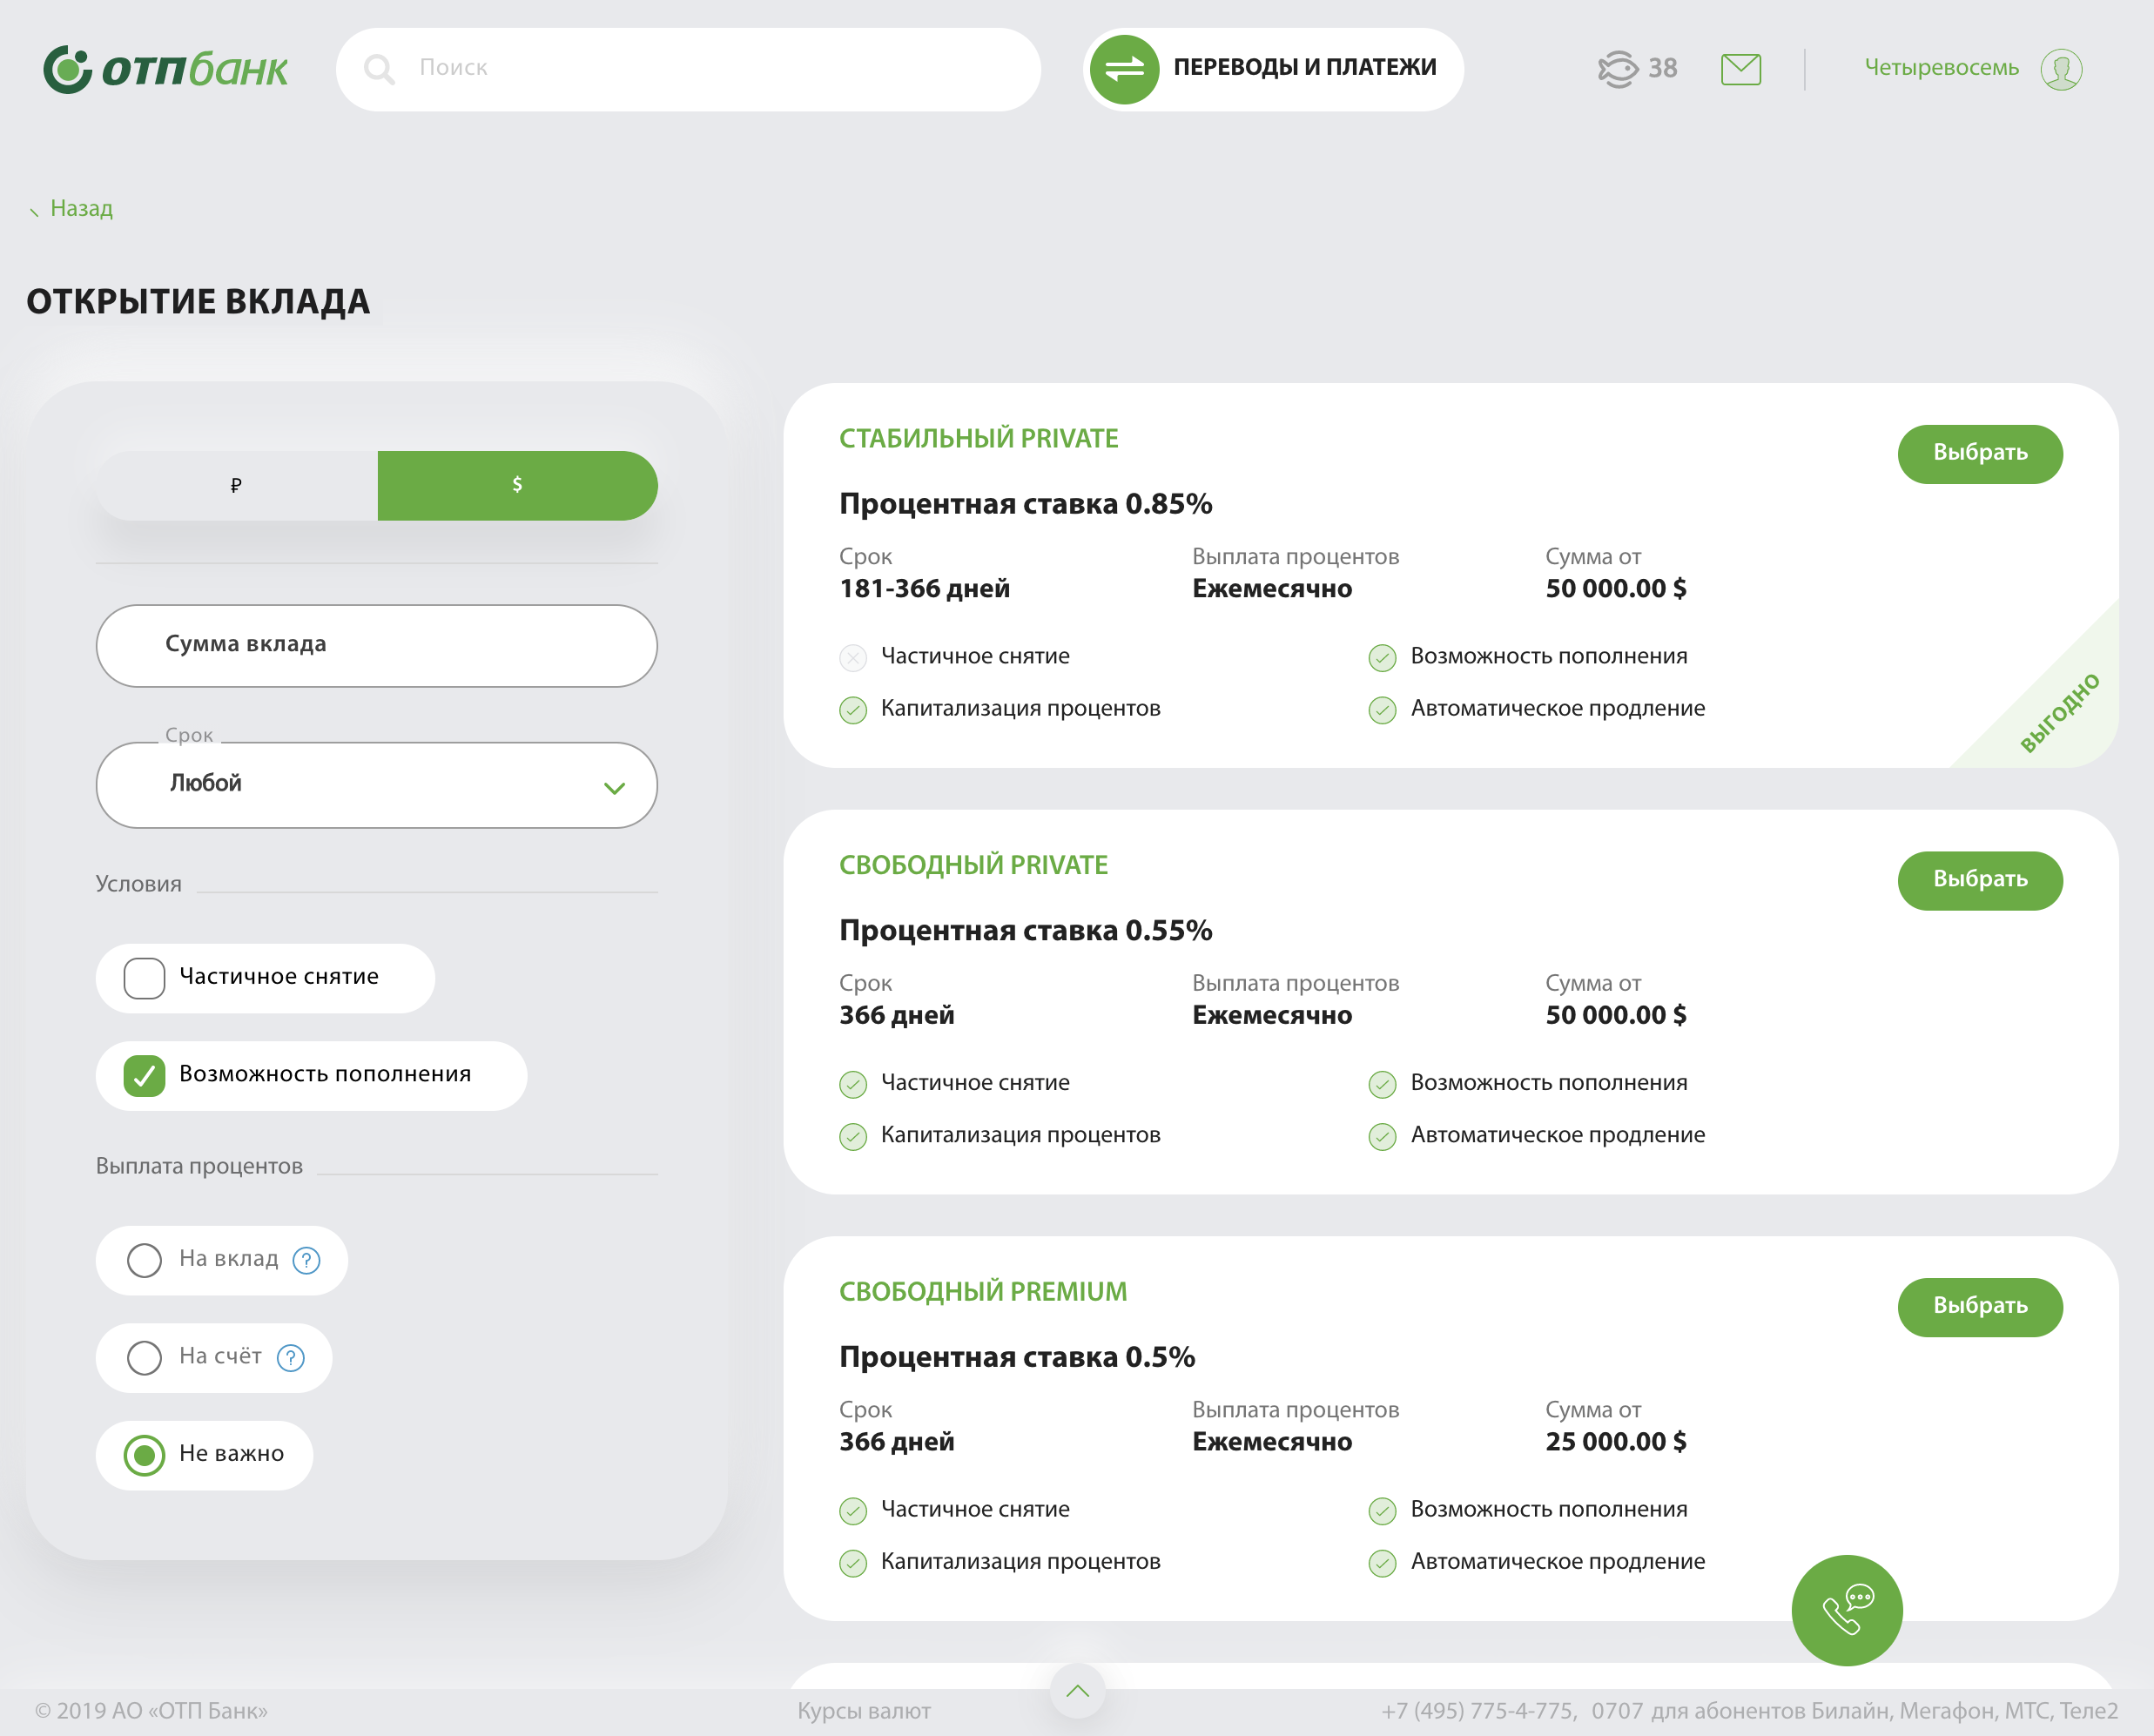 отпбанк
Поиск
ПЕРЕВОДЫ И ПЛАТЕЖИ
38
Четыревосемь
Назад
ОТКРЫТИЕ ВКЛАДА
₽
$
Сумма вклада
Срок
Любой
Условия
Частичное снятие
Возможность пополнения
Выплата процентов
На вклад ?
На счёт ?
Не важно
СТАБИЛЬНЫЙ PRIVATE
Выбрать
Процентная ставка 0.85%
Срок Выплата процентов Сумма от
181-366 дней Ежемесячно 50 000.00 $
Частичное снятие Возможность пополнения
Капитализация процентов Автоматическое продление
ВЫГОДНО
СВОБОДНЫЙ PRIVATE
Выбрать
Процентная ставка 0.55%
Срок Выплата процентов Сумма от
366 дней Ежемесячно 50 000.00 $
Частичное снятие Возможность пополнения
Капитализация процентов Автоматическое продление
СВОБОДНЫЙ PREMIUM
Выбрать
Процентная ставка 0.5%
Срок Выплата процентов Сумма от
366 дней Ежемесячно 25 000.00 $
Частичное снятие Возможность пополнения
Капитализация процентов Автоматическое продление
© 2019 АО «ОТП Банк» Курсы валют +7 (495) 775-4-775, 0707 для абонентов Билайн, Мегафон, МТС, Теле2